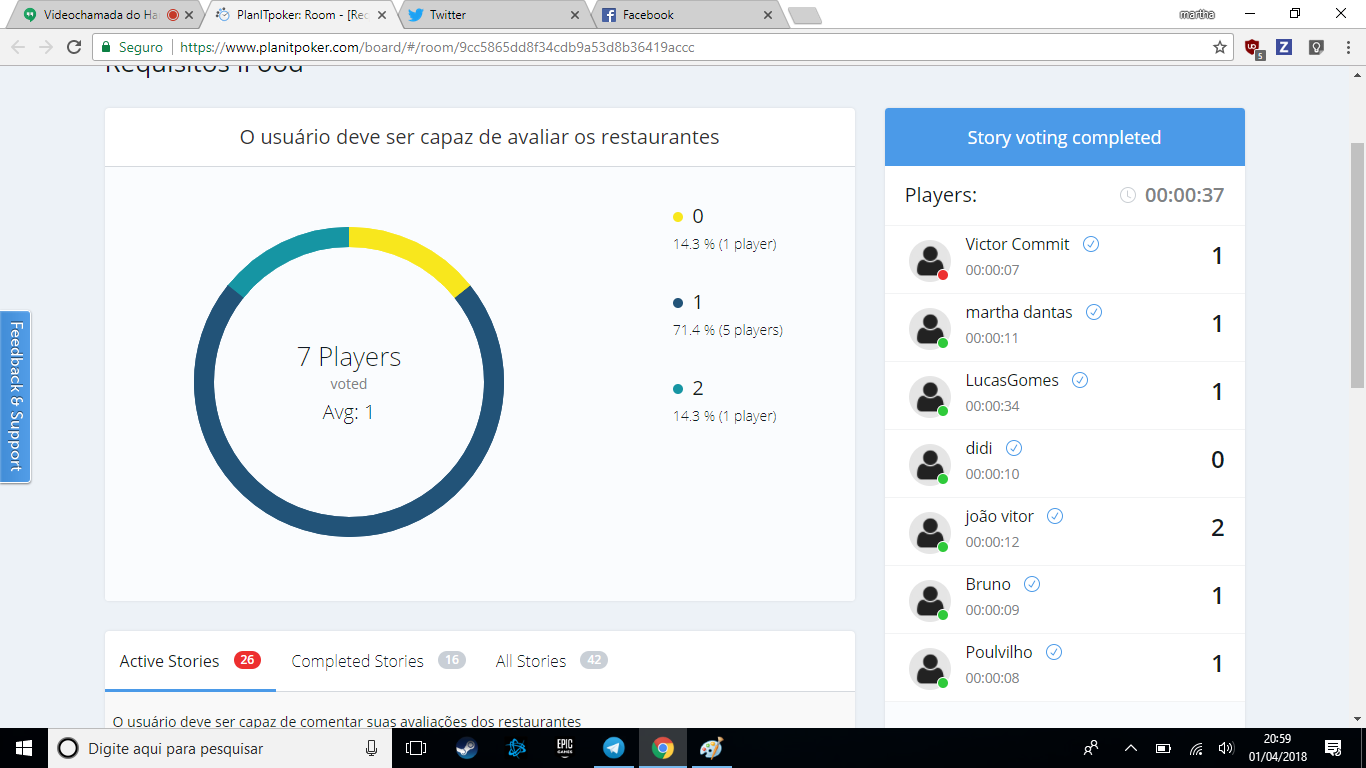 Videochamada do Ha
PlanITpoker: Room - [Rec
Twitter
Facebook
martha
Seguro
https://www.planitpoker.com/board/#/room/9cc5865dd8f34cdb9a53d8b36419accc
5
Requisitos iFood
O usuário deve ser capaz de avaliar os restaurantes
7 Players
voted
Avg: 1
0
14.3 % (1 player)
1
71.4 % (5 players)
2
14.3 % (1 player)
Story voting completed
Players:
00:00:37
Victor Commit
00:00:07
1
martha dantas
00:00:11
1
LucasGomes
00:00:34
1
didi
00:00:10
0
joão vitor
00:00:12
2
Bruno
00:00:09
1
Poulvilho
00:00:08
1
Feedback & Support
Active Stories 26
Completed Stories 16
All Stories 42
O usuário deve ser capaz de comentar suas avaliações dos restaurantes
Digite aqui para pesquisar
EPIC
GAMES
20:59
01/04/2018